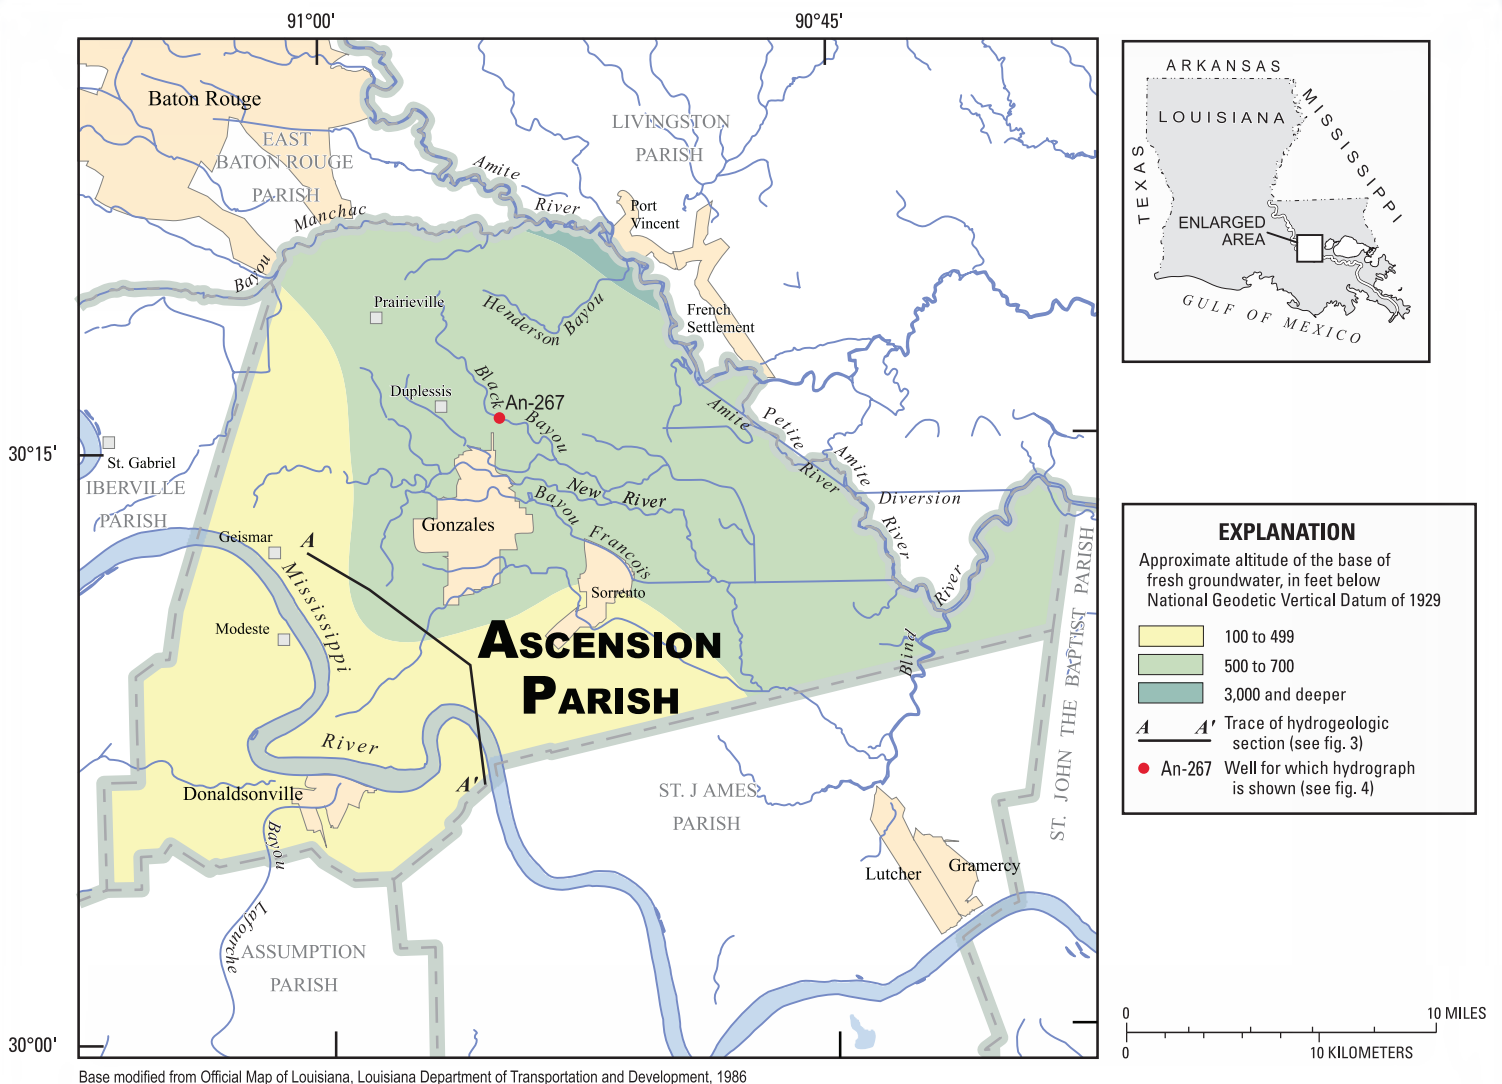 91°00'
90°45'
30°15'
30°00'
Baton Rouge
EAST
BATON ROUGE
PARISH
LIVINGSTON
PARISH
Amite
River
Port
Vincent
Manchac
Bayou
Prairieville
Henderson
Bayou
French
Settlement
Duplessis
Black
Bayou
An-267
Amite
River
Petite
Amite
River
Diversion
St. Gabriel
IBERVILLE
PARISH
New River
Bayou
Francois
Gonzales
Geismar
A
Mississippi
River
Sorrento
Modeste
ASCENSION
PARISH
Blind
River
ST. JOHN THE BAPTIST PARISH
Donaldsonville
A'
ST. J AMES
PARISH
Bayou
Lafourche
Lutcher
Gramercy
ASSUMPTION
PARISH
Base modified from Official Map of Louisiana, Louisiana Department of Transportation and Development, 1986
ARKANSAS
LOUISIANA
MISSISSIPPI
TEXAS
ENLARGED
AREA
GULF OF MEXICO
EXPLANATION
Approximate altitude of the base of
fresh groundwater, in feet below
National Geodetic Vertical Datum of 1929
100 to 499
500 to 700
3,000 and deeper
A A' Trace of hydrogeologic
section (see fig. 3)
An-267 Well for which hydrograph
is shown (see fig. 4)
0 10 MILES
0 10 KILOMETERS